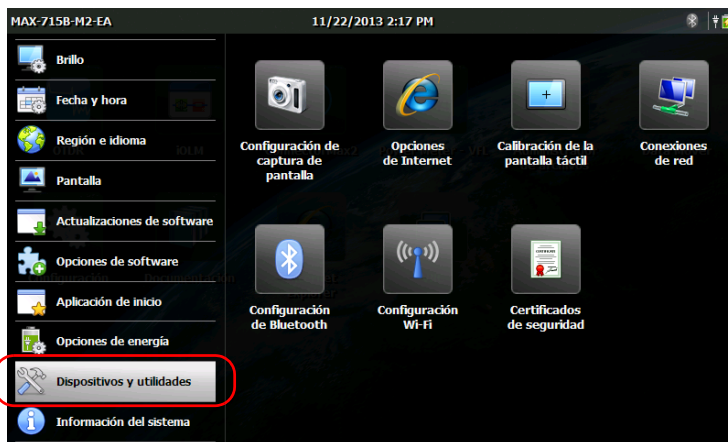 MAX-715B-M2-EA
11/22/2013 2:17 PM
Brillo
Fecha y hora
Región e idioma
Pantalla
Actualizaciones de software
Opciones de software
Aplicación de inicio
Opciones de energía
Dispositivos y utilidades
Información del sistema
Configuración de
captura de
pantalla
Opciones
de Internet
Calibración de la
pantalla táctil
Conexiones
de red
Configuración
de Bluetooth
Configuración
Wi-Fi
Certificados
de seguridad